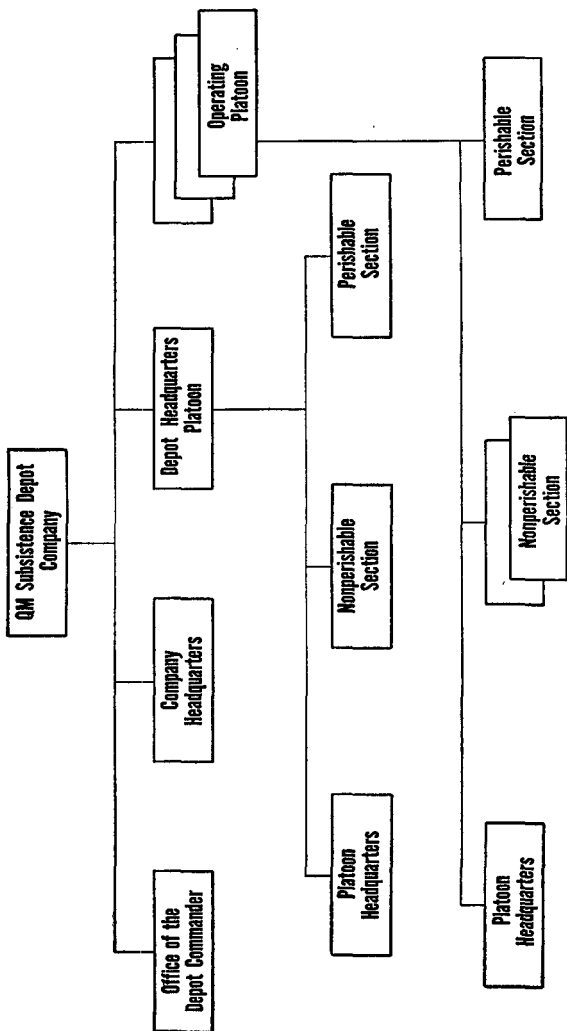 QM Subsistence Depot
Company
Office of the
Depot Commander
Company
Headquarters
Depot Headquarters
Platoon
Operating
Platoon
Platoon
Headquarters
Nonperishable
Section
Perishable
Section
Platoon
Headquarters
Nonperishable
Section
Perishable
Section